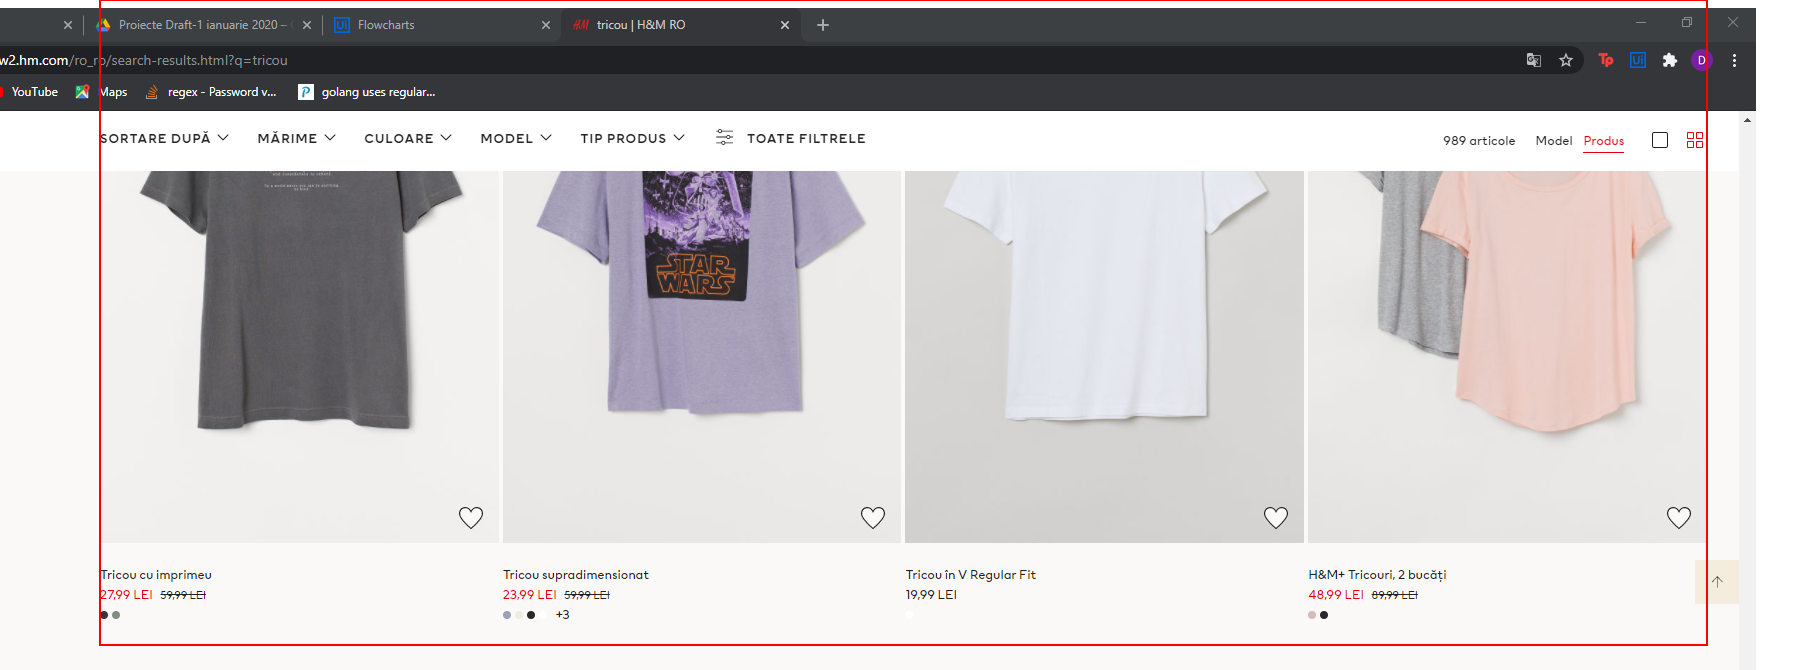 Proiecte Draft-1 ianuarie 2020 –
Flowcharts
H&M tricou | H&M RO
w2.hm.com/ro_ro/search-results.html?q=tricou
Tp
Ui
D
YouTube
Maps
regex - Password v...
golang uses regular...
SORTARE DUPĂ
MĂRIME
CULOARE
MODEL
TIP PRODUS
TOATE FILTRELE
989 articole
Model
Produs
STAR
WARS
Tricou cu imprimeu
27,99 LEI 59,99 LEI
Tricou supradimensionat
23,99 LEI 59,99 LEI
+3
Tricou în V Regular Fit
19,99 LEI
H&M+ Tricouri, 2 bucăți
48,99 LEI 89,99 LEI